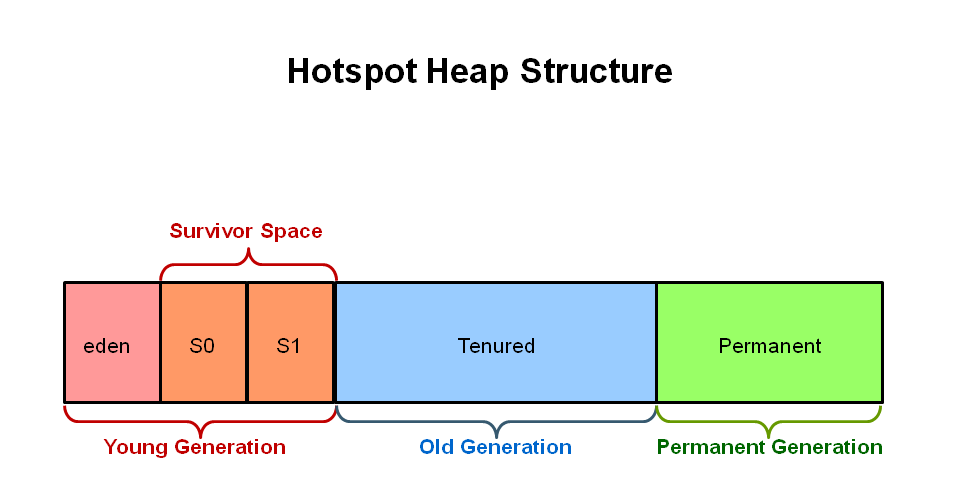 Hotspot Heap Structure
Survivor Space
eden S0 S1 Tenured Permanent
Young Generation Old Generation Permanent Generation